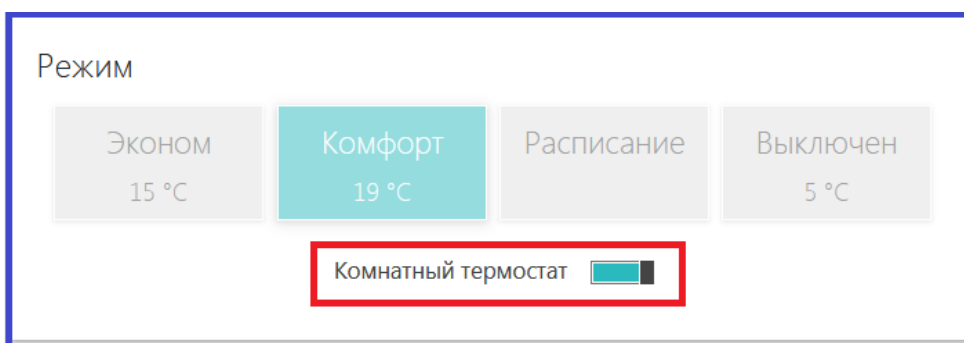 Режим
Эконом Комфорт Расписание Выключен
15 °C 19 °C 5 °C
Комнатный термостат